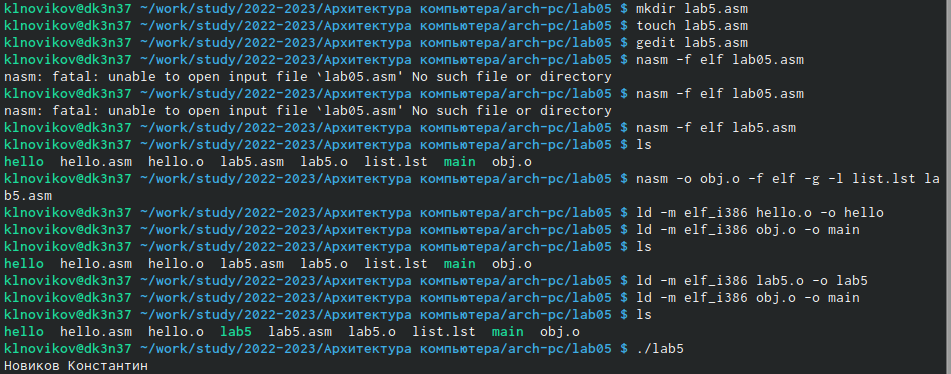 klnovikov@dk3n37 ~/work/study/2022-2023/Архитектура компьютера/arch-pc/lab05 $ mkdir lab5.asm
klnovikov@dk3n37 ~/work/study/2022-2023/Архитектура компьютера/arch-pc/lab05 $ touch lab5.asm
klnovikov@dk3n37 ~/work/study/2022-2023/Архитектура компьютера/arch-pc/lab05 $ gedit lab5.asm
klnovikov@dk3n37 ~/work/study/2022-2023/Архитектура компьютера/arch-pc/lab05 $ nasm -f elf lab05.asm
nasm: fatal: unable to open input file `lab05.asm' No such file or directory
klnovikov@dk3n37 ~/work/study/2022-2023/Архитектура компьютера/arch-pc/lab05 $ nasm -f elf lab05.asm
nasm: fatal: unable to open input file `lab05.asm' No such file or directory
klnovikov@dk3n37 ~/work/study/2022-2023/Архитектура компьютера/arch-pc/lab05 $ nasm -f elf lab5.asm
klnovikov@dk3n37 ~/work/study/2022-2023/Архитектура компьютера/arch-pc/lab05 $ ls
hello  hello.asm  hello.o  lab5.asm  lab5.o  list.lst  main  obj.o
klnovikov@dk3n37 ~/work/study/2022-2023/Архитектура компьютера/arch-pc/lab05 $ nasm -o obj.o -f elf -g -l list.lst la
b5.asm
klnovikov@dk3n37 ~/work/study/2022-2023/Архитектура компьютера/arch-pc/lab05 $ ld -m elf_i386 hello.o -o hello
klnovikov@dk3n37 ~/work/study/2022-2023/Архитектура компьютера/arch-pc/lab05 $ ld -m elf_i386 obj.o -o main
klnovikov@dk3n37 ~/work/study/2022-2023/Архитектура компьютера/arch-pc/lab05 $ ls
hello  hello.asm  hello.o  lab5.asm  lab5.o  list.lst  main  obj.o
klnovikov@dk3n37 ~/work/study/2022-2023/Архитектура компьютера/arch-pc/lab05 $ ld -m elf_i386 lab5.o -o lab5
klnovikov@dk3n37 ~/work/study/2022-2023/Архитектура компьютера/arch-pc/lab05 $ ld -m elf_i386 obj.o -o main
klnovikov@dk3n37 ~/work/study/2022-2023/Архитектура компьютера/arch-pc/lab05 $ ls
hello  hello.asm  hello.o  lab5  lab5.asm  lab5.o  list.lst  main  obj.o
klnovikov@dk3n37 ~/work/study/2022-2023/Архитектура компьютера/arch-pc/lab05 $ ./lab5
Новиков Константин